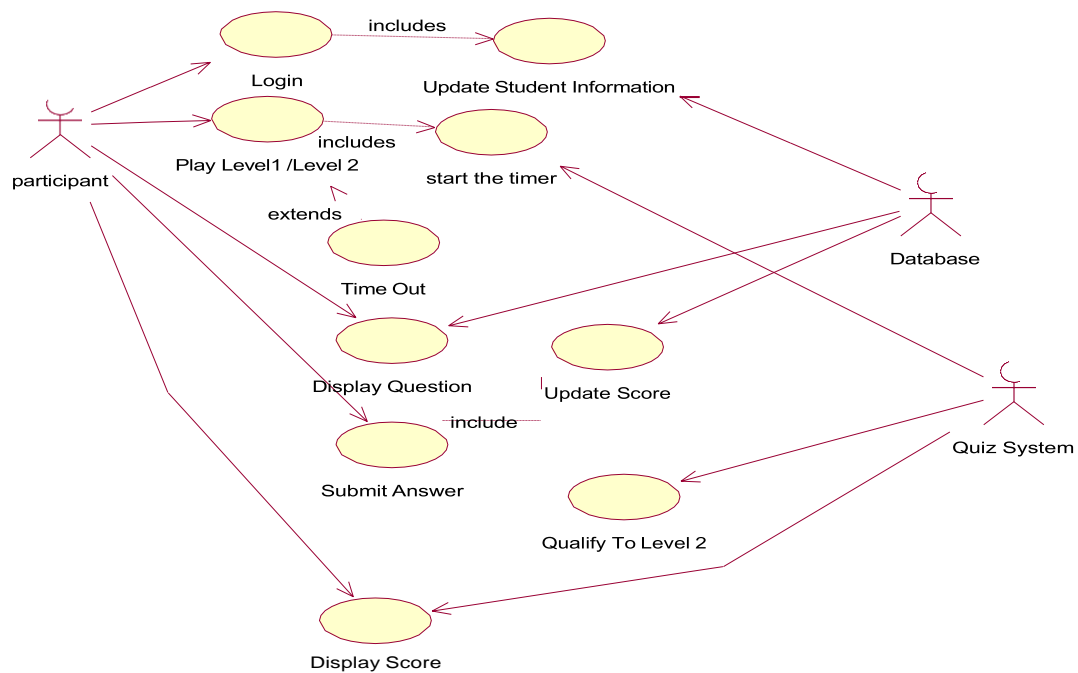 includes
Login
Update Student Information
includes
Play Level1 /Level 2
start the timer
participant
extends
Database
Time Out
Display Question
Update Score
include
Quiz System
Submit Answer
Qualify To Level 2
Display Score